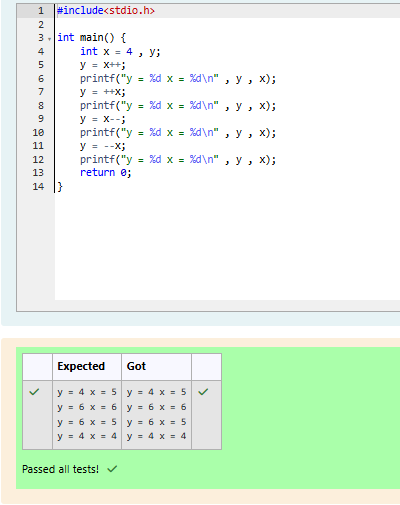 1 #include<stdio.h>
2
3 int main() {
4 int x = 4 , y;
5 y = x++;
6 printf("y = %d x = %d\n" , y , x);
7 y = ++x;
8 printf("y = %d x = %d\n" , y , x);
9 y = x--;
10 printf("y = %d x = %d\n" , y , x);
11 y = --x;
12 printf("y = %d x = %d\n" , y , x);
13 return 0;
14 }
Expected Got
y = 4 x = 5 y = 4 x = 5
y = 6 x = 6 y = 6 x = 6
y = 6 x = 5 y = 6 x = 5
y = 4 x = 4 y = 4 x = 4
Passed all tests!